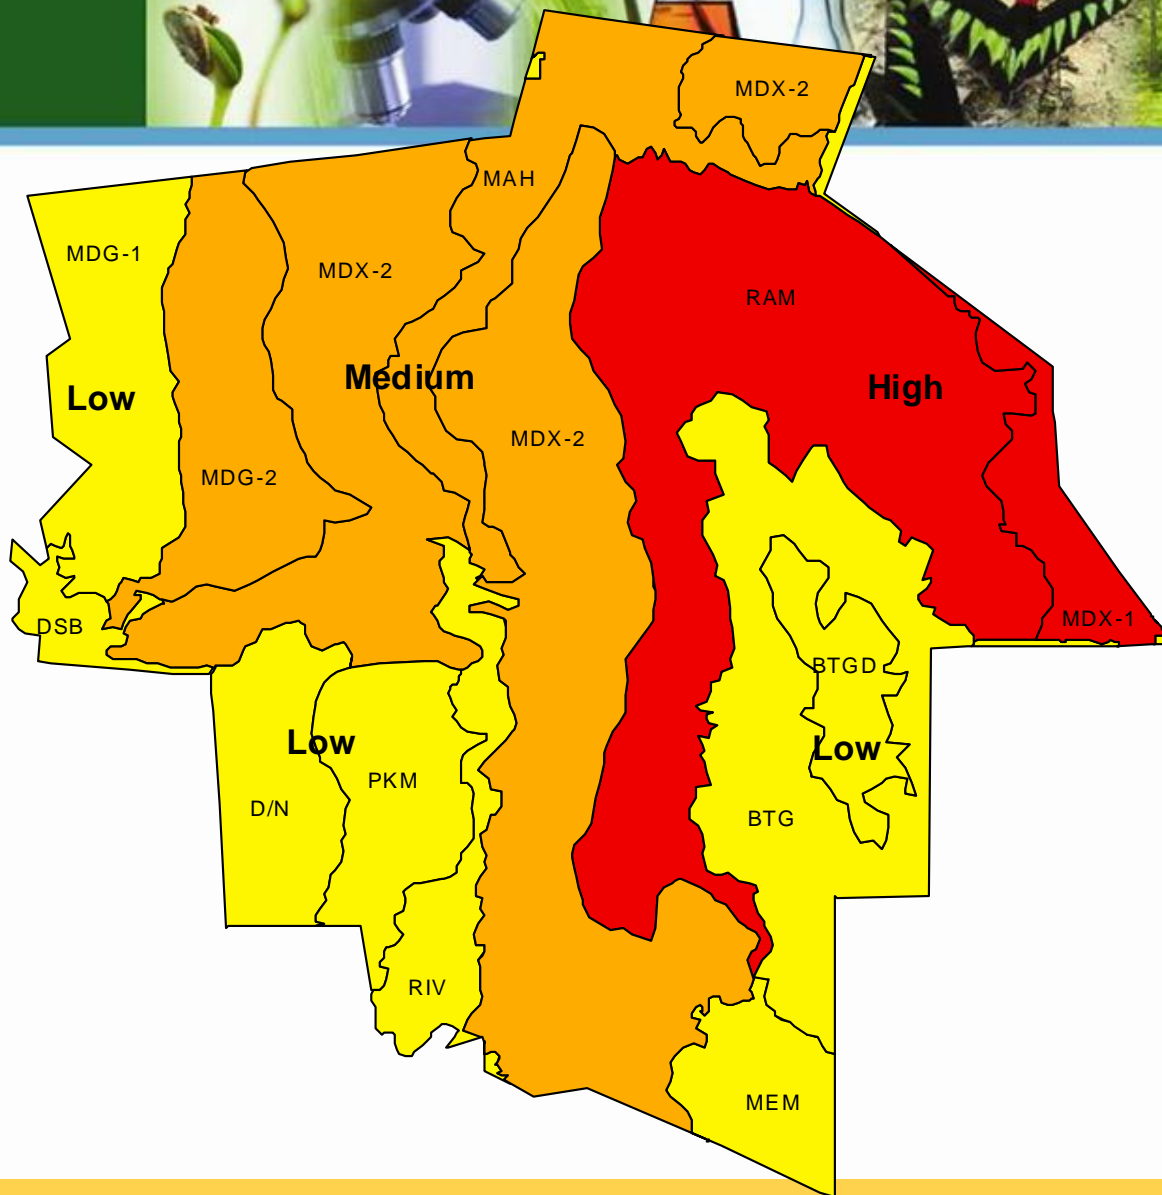 MDX-2
MAH
MDG-1
MDX-2
RAM
Medium
High
Low
MDX-2
MDG-2
MDX-1
DSB
BTGD
Low
Low
PKM
D/N
BTG
RIV
MEM